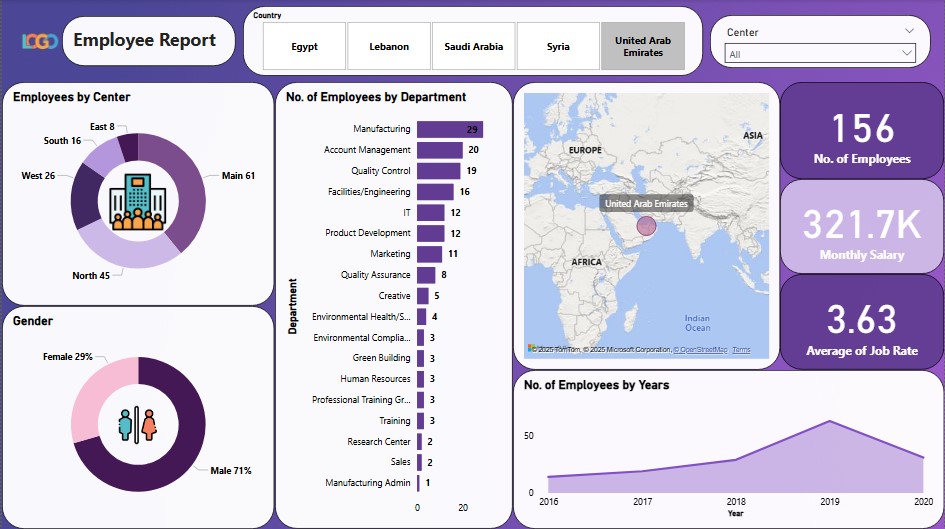 LOGO
Employee Report
Country
Egypt
Lebanon
Saudi Arabia
Syria
United Arab
Emirates
Center
All
Employees by Center
East 8
South 16
West 26
Main 61
North 45
Gender
Female 29%
Male 71%
No. of Employees by Department
Department
Manufacturing 29
Account Management 20
Quality Control 19
Facilities/Engineering 16
IT 12
Product Development 12
Marketing 11
Quality Assurance 8
Creative 5
Environmental Health/S... 4
Environmental Complia... 3
Green Building 3
Human Resources 3
Professional Training Gr... 3
Training 3
Research Center 2
Sales 2
Manufacturing Admin 1
0 20
ASIA
EUROPE
United Arab Emirates
AFRICA
Indian
Ocean
© 2025 TomTom, © 2025 Microsoft Corporation, © OpenStreetMap Terms
156
No. of Employees
321.7K
Monthly Salary
3.63
Average of Job Rate
No. of Employees by Years
50
0
2016 2017 2018 2019 2020
Year